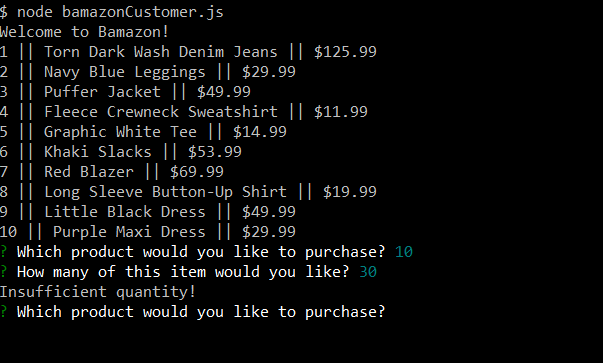 $ node bamazonCustomer.js
Welcome to Bamazon!
1 || Torn Dark Wash Denim Jeans || $125.99
2 || Navy Blue Leggings || $29.99
3 || Puffer Jacket || $49.99
4 || Fleece Crewneck Sweatshirt || $11.99
5 || Graphic White Tee || $14.99
6 || Khaki Slacks || $53.99
7 || Red Blazer || $69.99
8 || Long Sleeve Button-Up Shirt || $19.99
9 || Little Black Dress || $49.99
10 || Purple Maxi Dress || $29.99
? Which product would you like to purchase? 10
? How many of this item would you like? 30
Insufficient quantity!
? Which product would you like to purchase?